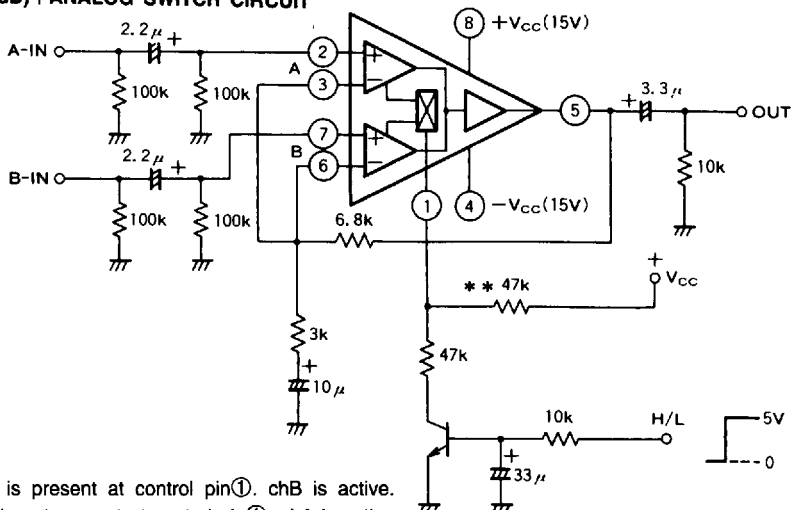 ANALOG SWITCH CIRCUIT
2.2μ +
A-IN
100k
100k
2
3
A
+
−
8
+VCC(15V)
5
+ 3.3μ
OUT
10k
2.2μ +
B-IN
100k
100k
7
6
B
+
−
1
4
−VCC(15V)
6.8k
** 47k
+
VCC
3k
+
10μ
47k
10k
H/L
5V
0
+
33μ
is present at control pin①. chB is active.